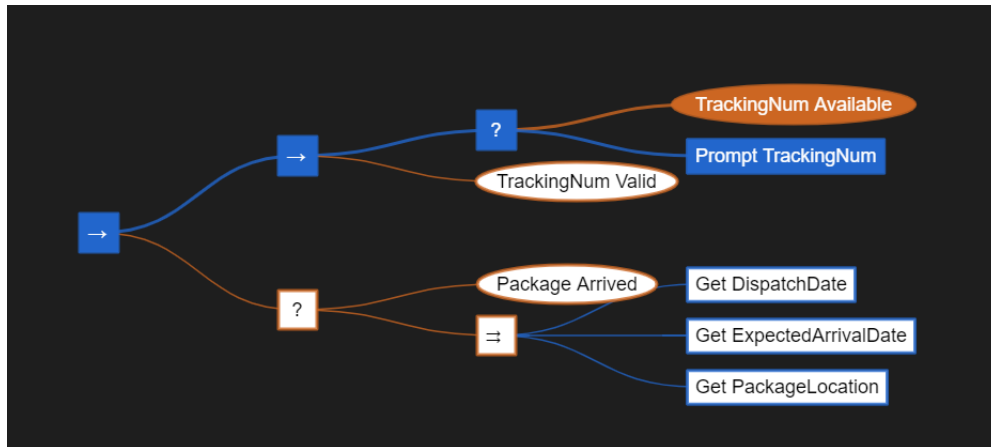 TrackingNum Available
?
→
Prompt TrackingNum
TrackingNum Valid
→
Package Arrived
Get DispatchDate
?
⇉
Get ExpectedArrivalDate
Get PackageLocation